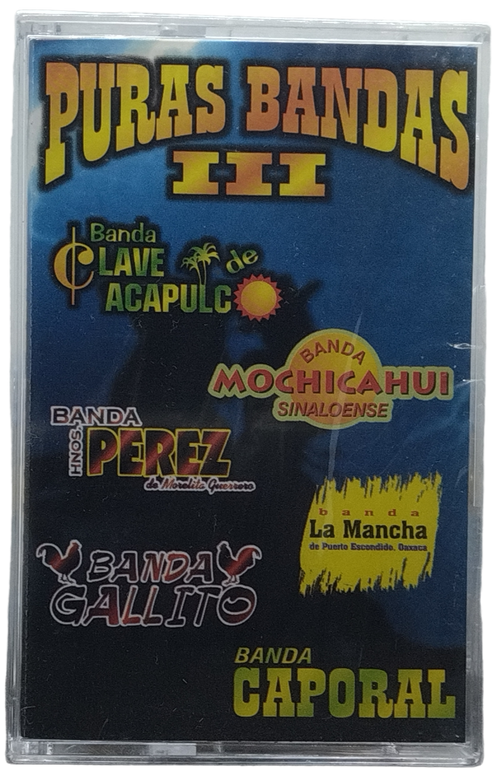 PURAS BANDAS
III
Banda
CLAVE de
ACAPULCO
BANDA
MOCHICAHUI
SINALOENSE
BANDA
HNOS. PEREZ
de Morelita Guerrero
banda
La Mancha
de Puerto Escondido, Oaxaca
BANDA
GALLITO
BANDA
CAPORAL